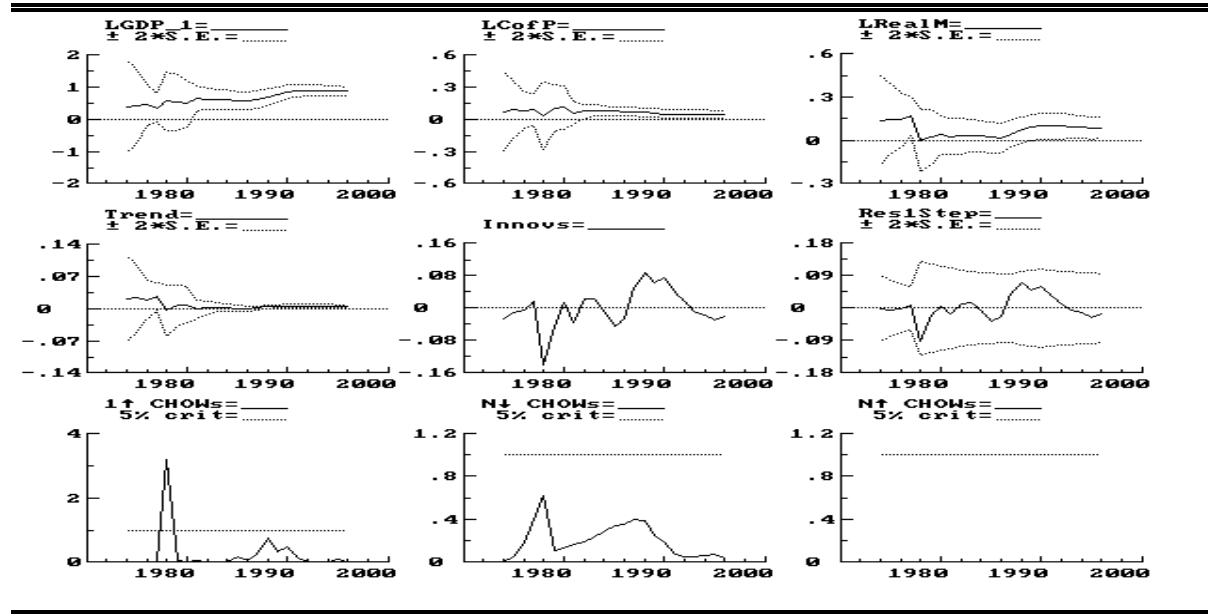 LGDP_1=
± 2*S.E.=
2
1
0
-1
-2
1980 1990 2000
LCofP=
± 2*S.E.=
.6
.3
0
-.3
-.6
1980 1990 2000
LRealM=
± 2*S.E.=
.6
.3
0
-.3
1980 1990 2000
Trend=
± 2*S.E.=
.14
.07
0
-.07
-.14
1980 1990 2000
Innovs=
.16
.08
0
-.08
-.16
1980 1990 2000
Res1Step=
± 2*S.E.=
.18
.09
0
-.09
-.18
1980 1990 2000
1↑ CHOWs=
5% crit=
4
2
0
1980 1990 2000
N↓ CHOWs=
5% crit=
1.2
.8
.4
0
1980 1990 2000
N↑ CHOWs=
5% crit=
1.2
.8
.4
0
1980 1990 2000